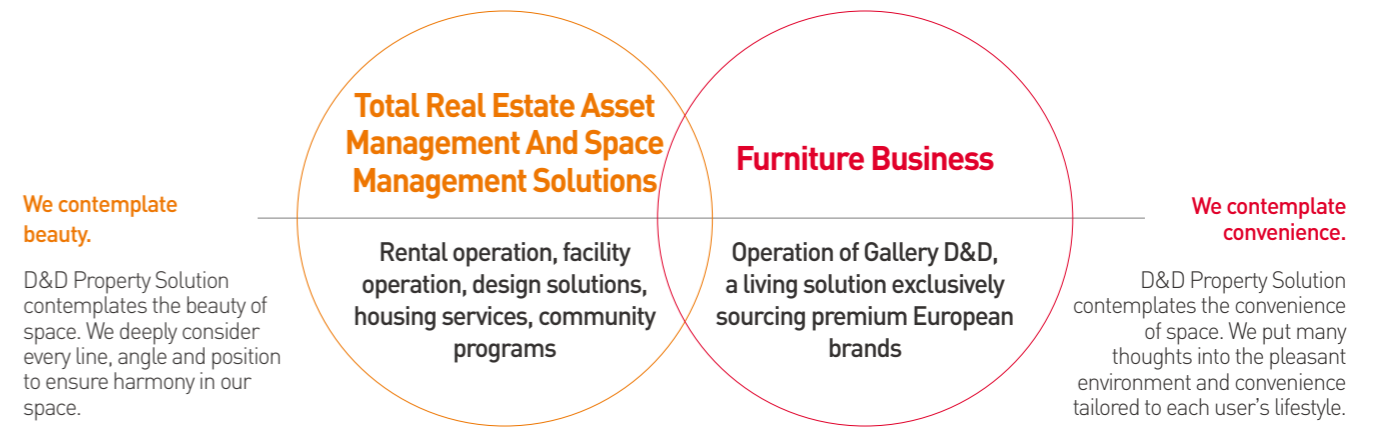 We contemplate
beauty.
D&D Property Solution
contemplates the beauty of
space. We deeply consider
every line, angle and position
to ensure harmony in our
space.
Total Real Estate Asset
Management And Space
Management Solutions
Rental operation, facility
operation, design solutions,
housing services, community
programs
Furniture Business
Operation of Gallery D&D,
a living solution exclusively
sourcing premium European
brands
We contemplate
convenience.
D&D Property Solution
contemplates the convenience
of space. We put many
thoughts into the pleasant
environment and convenience
tailored to each user's lifestyle.